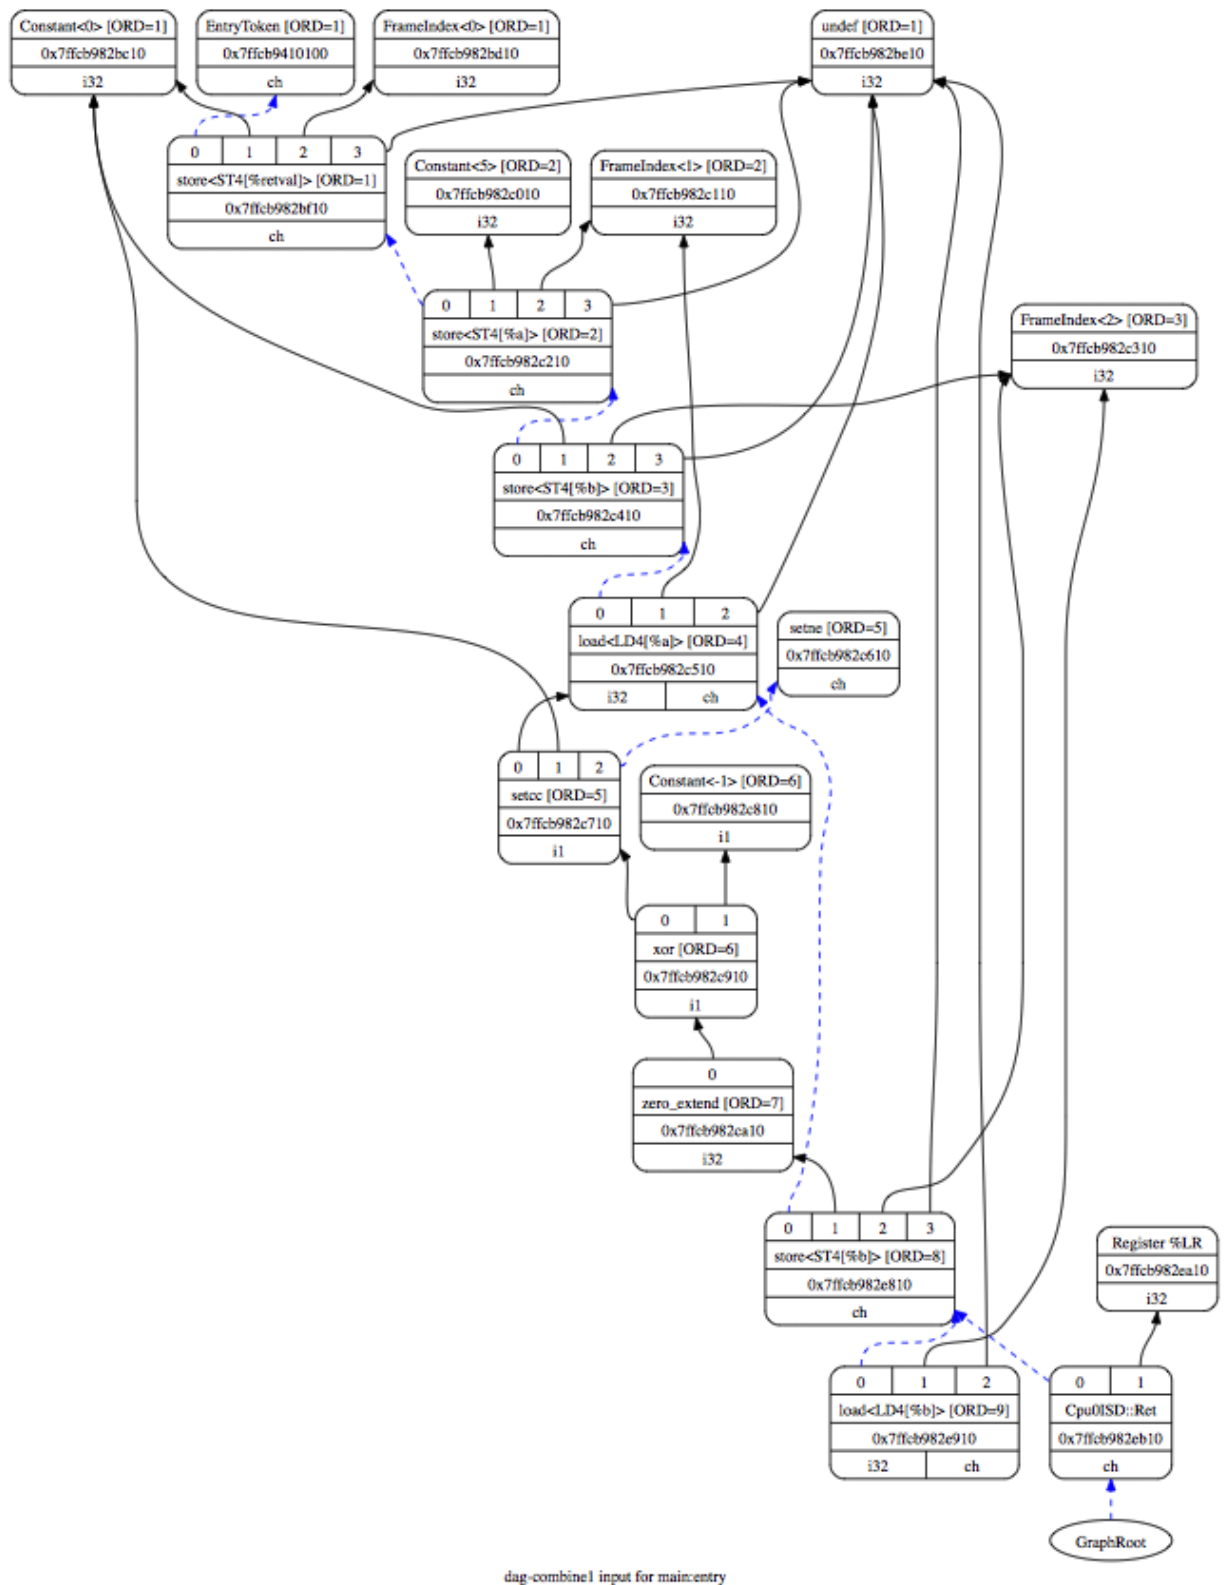 Constant<0> [ORD=1]
0x7ffcb982bc10
i32
EntryToken [ORD=1]
0x7ffcb9410100
ch
FrameIndex<0> [ORD=1]
0x7ffcb982bd10
i32
undef [ORD=1]
0x7ffcb982be10
i32
0 1 2 3
store<ST4[%retval]> [ORD=1]
0x7ffcb982bf10
ch
Constant<5> [ORD=2]
0x7ffcb982c010
i32
FrameIndex<1> [ORD=2]
0x7ffcb982c110
i32
0 1 2 3
store<ST4[%a]> [ORD=2]
0x7ffcb982c210
ch
FrameIndex<2> [ORD=3]
0x7ffcb982c310
i32
0 1 2 3
store<ST4[%b]> [ORD=3]
0x7ffcb982c410
ch
0 1 2
load<LD4[%a]> [ORD=4]
0x7ffcb982c510
i32 ch
setne [ORD=5]
0x7ffcb982c610
ch
0 1 2
setcc [ORD=5]
0x7ffcb982c710
i1
Constant<-1> [ORD=6]
0x7ffcb982c810
i1
0 1
xor [ORD=6]
0x7ffcb982c910
i1
0
zero_extend [ORD=7]
0x7ffcb982ca10
i32
0 1 2 3
store<ST4[%b]> [ORD=8]
0x7ffcb982e810
ch
Register %LR
0x7ffcb982ea10
i32
0 1 2
load<LD4[%b]> [ORD=9]
0x7ffcb982e910
i32 ch
0 1
Cpu0ISD::Ret
0x7ffcb982eb10
ch
GraphRoot
dag-combine1 input for main:entry